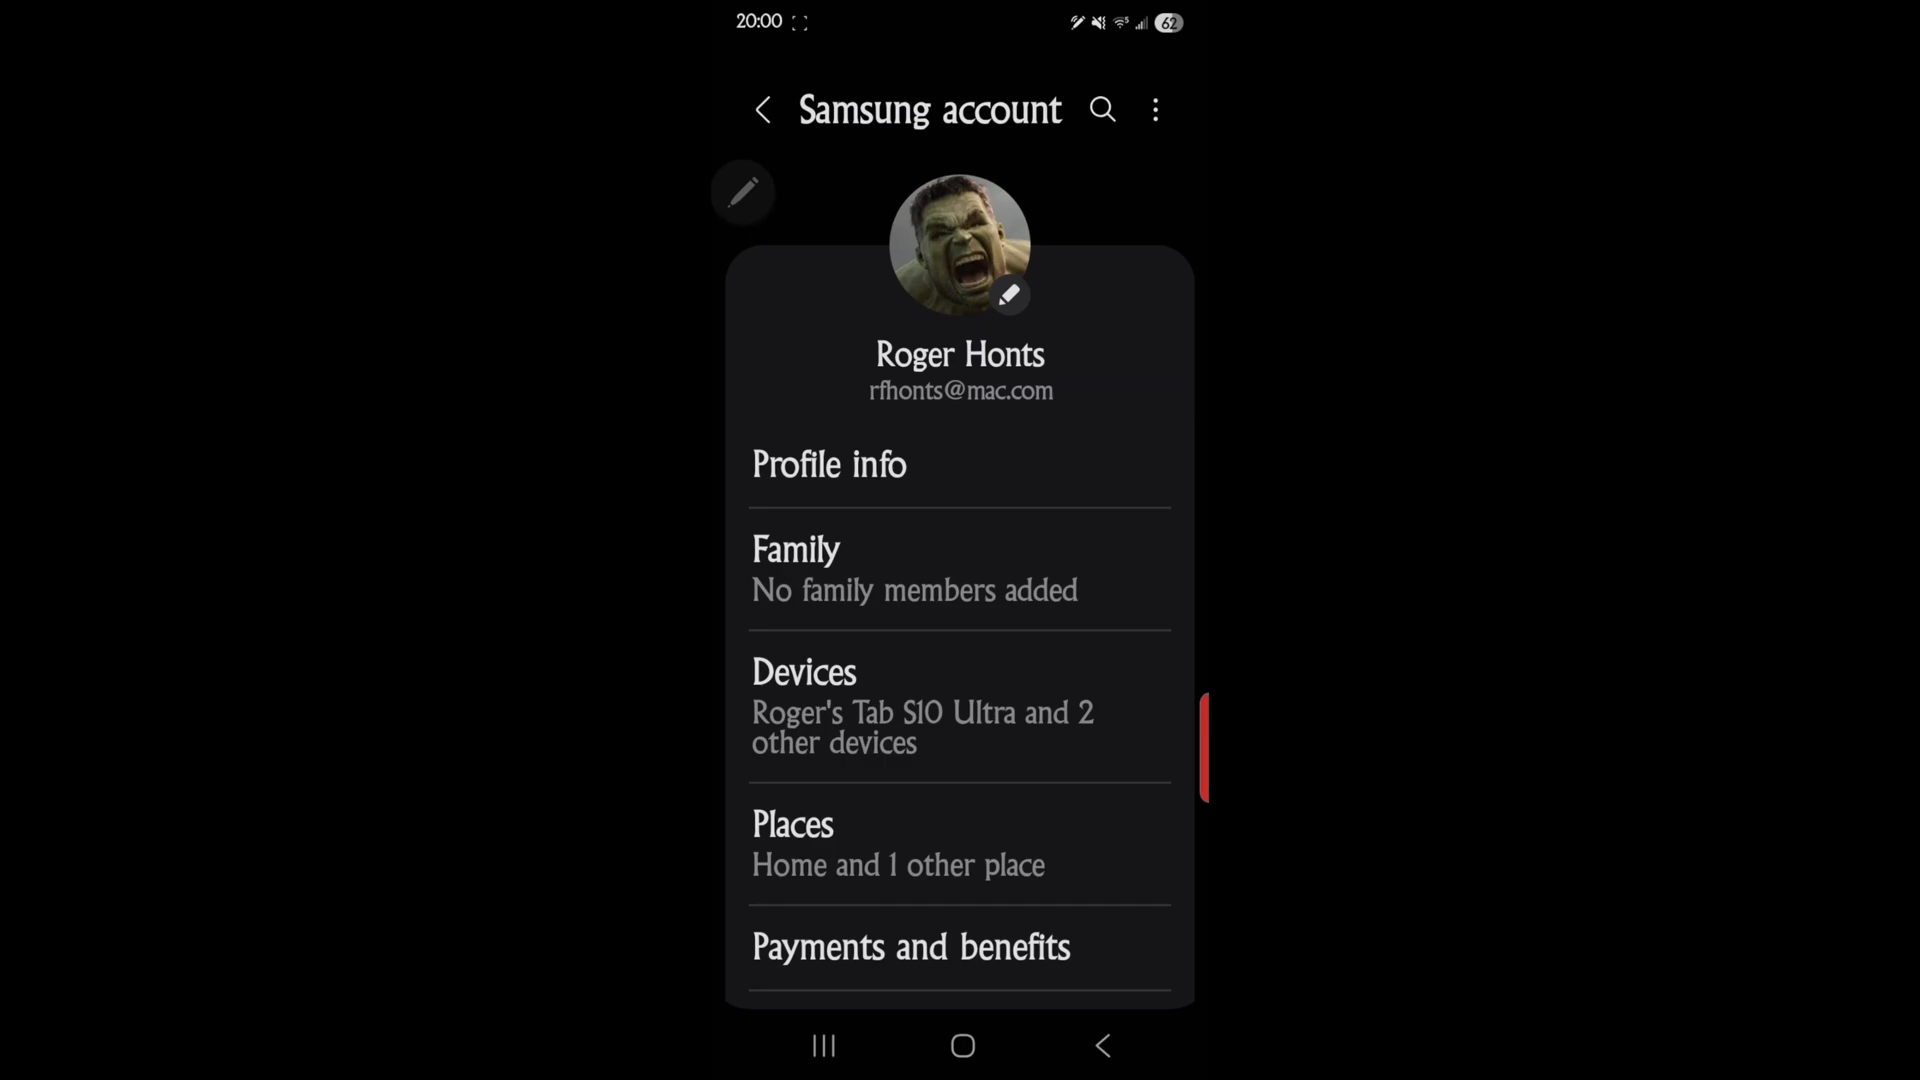 20:00
62
Samsung account
Roger Honts
rfhonts@mac.com
Profile info
Family
No family members added
Devices
Roger's Tab S10 Ultra and 2
other devices
Places
Home and 1 other place
Payments and benefits